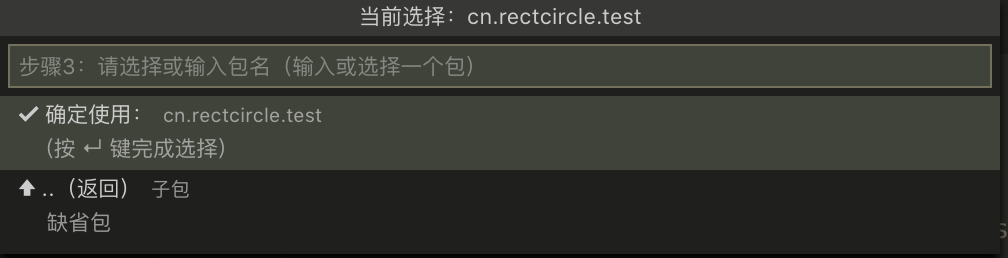 当前选择：cn.rectcircle.test
步骤3：请选择或输入包名（输入或选择一个包）
确定使用： cn.rectcircle.test
（按 ↵ 键完成选择）
..（返回） 子包
缺省包
s